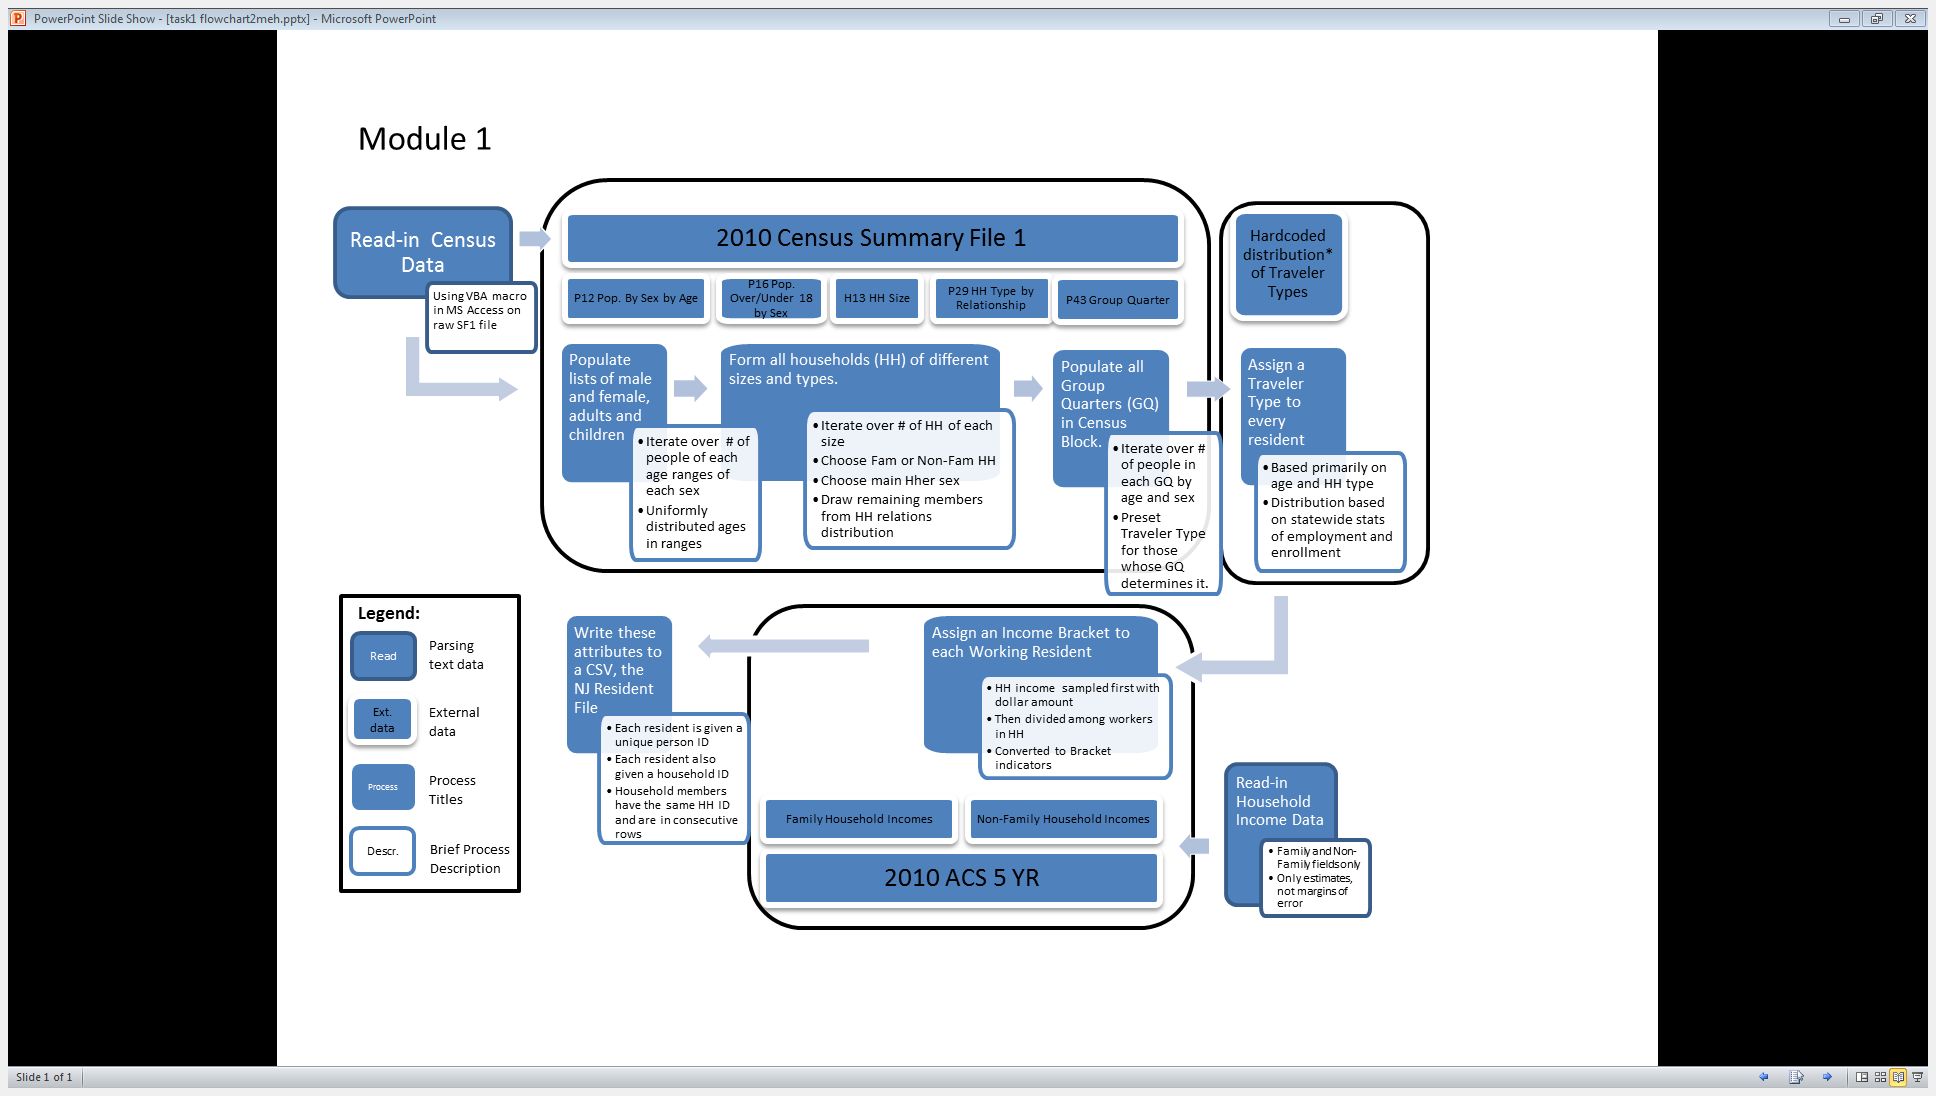 PowerPoint Slide Show - [task1 flowchart2meh.pptx] - Microsoft PowerPoint
Module 1
Read-in Census
Data
Using VBA macro
in MS Access on
raw SF1 file
2010 Census Summary File 1
P12 Pop. By Sex by Age
P16 Pop.
Over/Under 18
by Sex
H13 HH Size
P29 HH Type by
Relationship
P43 Group Quarter
Populate
lists of male
and female,
adults and
children
• Iterate over # of
people of each
age ranges of
each sex
• Uniformly
distributed ages
in ranges
Form all households (HH) of different
sizes and types.
• Iterate over # of HH of each
size
• Choose Fam or Non-Fam HH
• Choose main Hher sex
• Draw remaining members
from HH relations
distribution
Populate all
Group
Quarters (GQ)
in Census
Block.
• Iterate over #
of people in
each GQ by
age and sex
• Preset
Traveler Type
for those
whose GQ
determines it.
Hardcoded
distribution*
of Traveler
Types
Assign a
Traveler
Type to
every
resident
• Based primarily on
age and HH type
• Distribution based
on statewide stats
of employment and
enrollment
Legend:
Read
Parsing
text data
Ext.
data
External
data
Process
Process
Titles
Descr.
Brief Process
Description
Write these
attributes to
a CSV, the
NJ Resident
File
• Each resident is given a
unique person ID
• Each resident also
given a household ID
• Household members
have the same HH ID
and are in consecutive
rows
Assign an Income Bracket to
each Working Resident
• HH income sampled first with
dollar amount
• Then divided among workers
in HH
• Converted to Bracket
indicators
Family Household Incomes
Non-Family Household Incomes
2010 ACS 5 YR
Read-in
Household
Income Data
• Family and Non-
Family fields only
• Only estimates,
not margins of
error
Slide 1 of 1